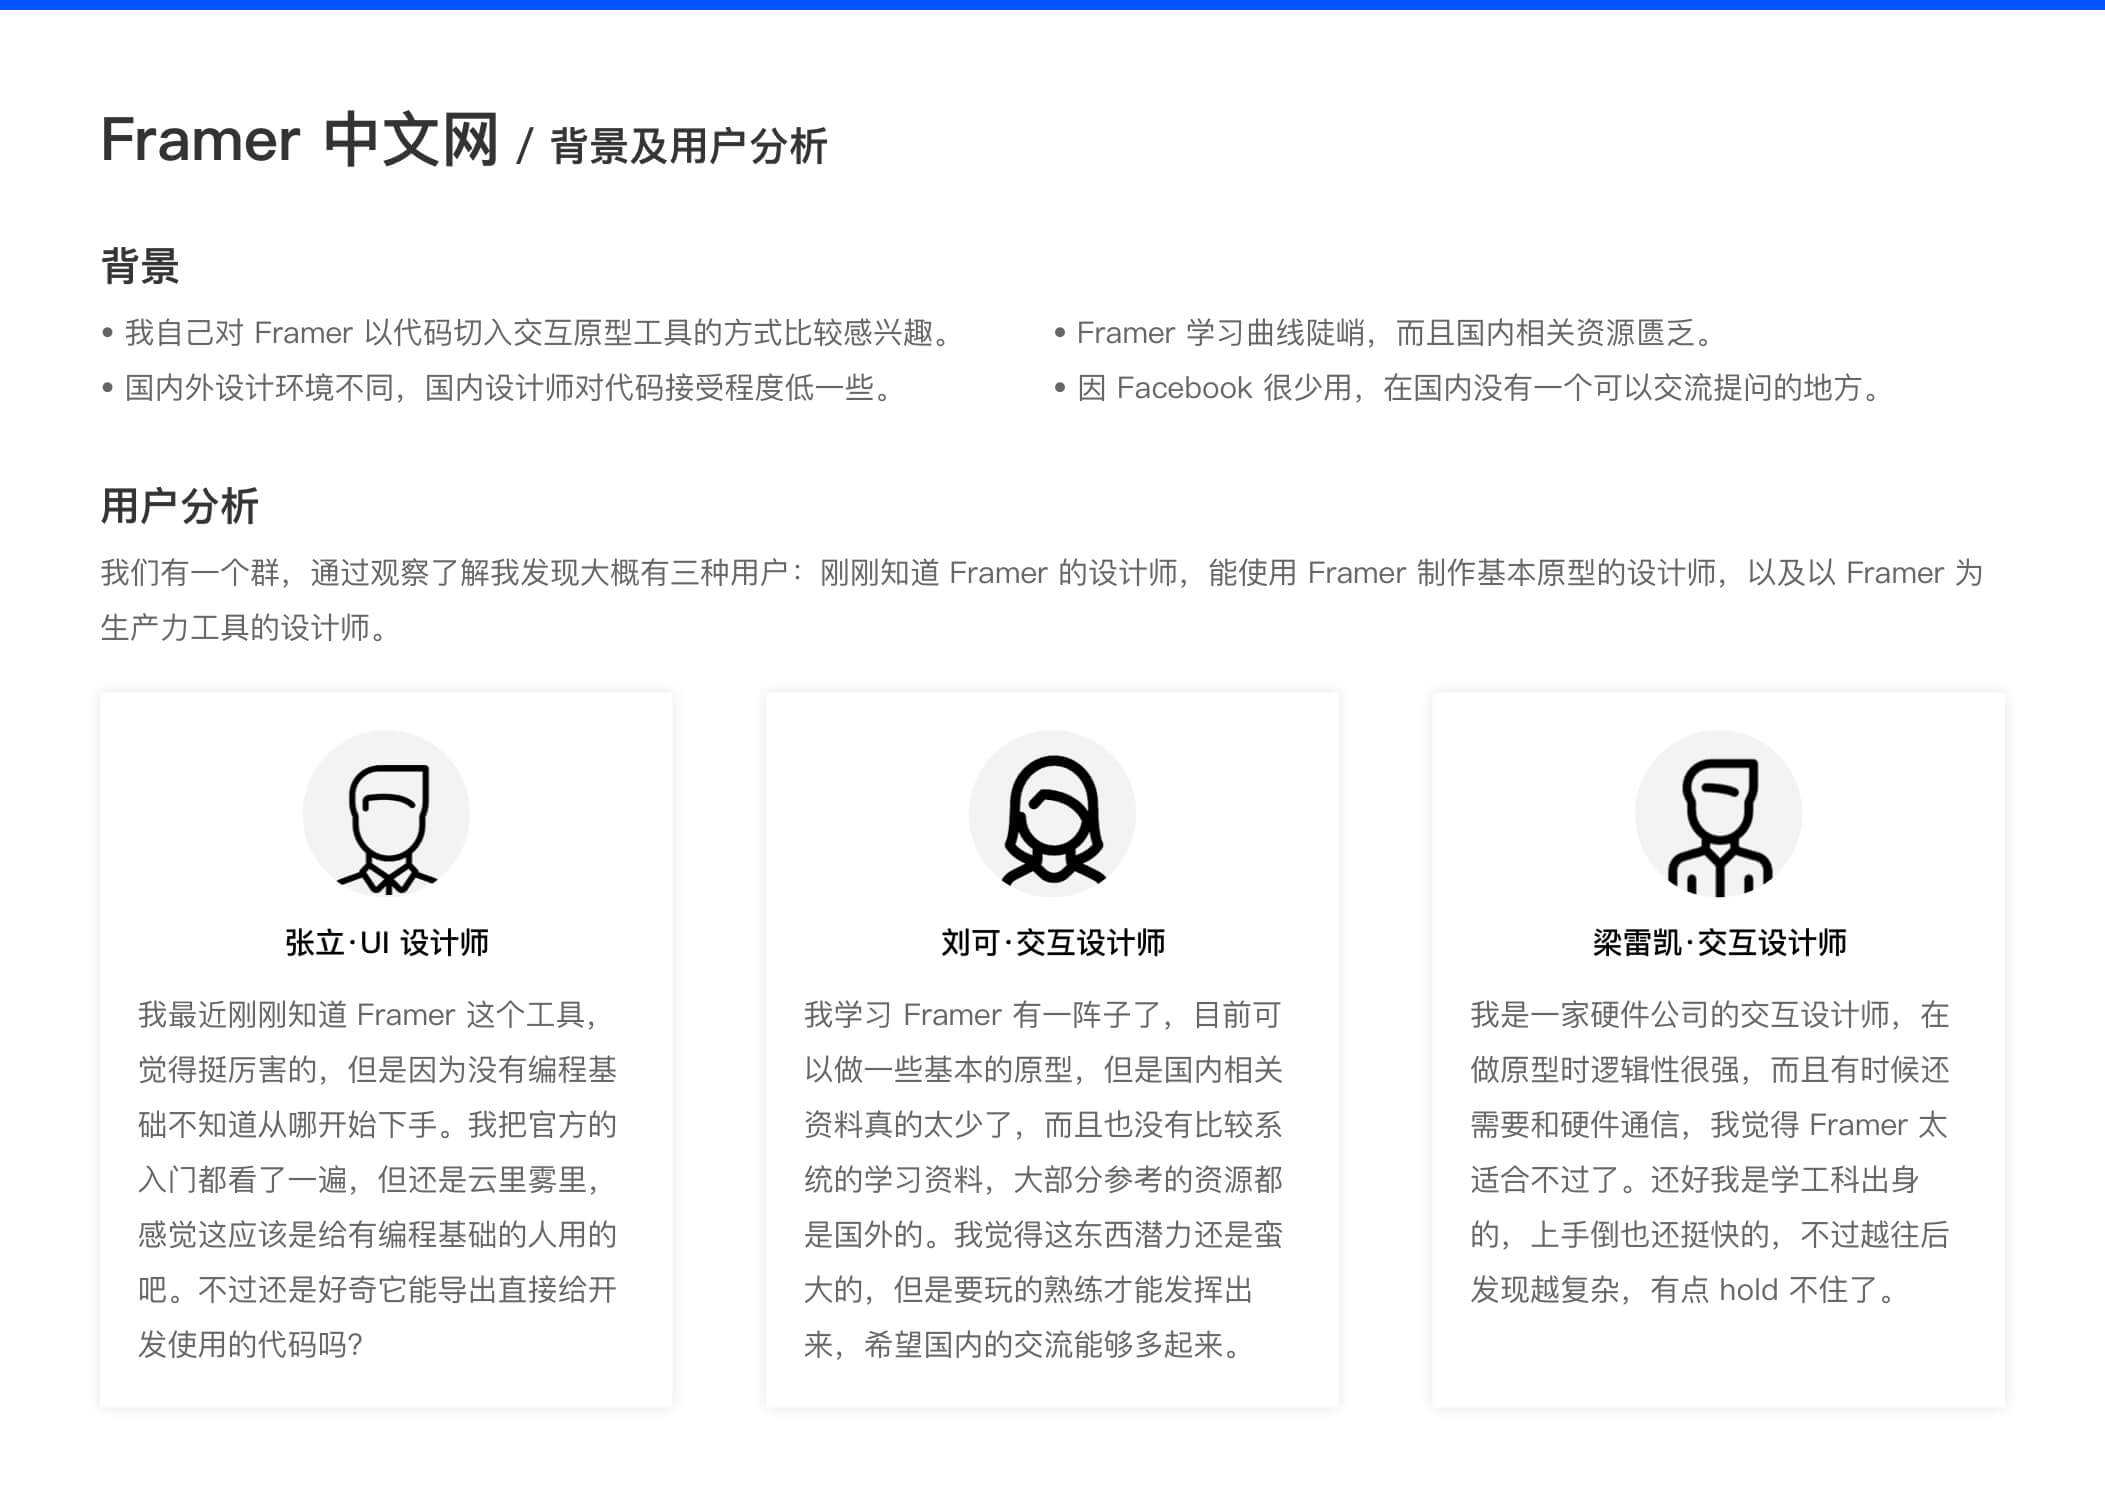 Framer 中文网 / 背景及用户分析
背景
• 我自己对 Framer 以代码切入交互原型工具的方式比较感兴趣。
• 国内外设计环境不同，国内设计师对代码接受程度低一些。
• Framer 学习曲线陡峭，而且国内相关资源匮乏。
• 因 Facebook 很少用，在国内没有一个可以交流提问的地方。
用户分析
我们有一个群，通过观察了解我发现大概有三种用户：刚刚知道 Framer 的设计师，能使用 Framer 制作基本原型的设计师，以及以 Framer 为
生产力工具的设计师。
张立·UI 设计师
我最近刚刚知道 Framer 这个工具，
觉得挺厉害的，但是因为没有编程基
础不知道从哪开始下手。我把官方的
入门都看了一遍，但还是云里雾里，
感觉这应该是给有编程基础的人用的
吧。不过还是好奇它能导出直接给开
发使用的代码吗？
刘可·交互设计师
我学习 Framer 有一阵子了，目前可
以做一些基本的原型，但是国内相关
资料真的太少了，而且也没有比较系
统的学习资料，大部分参考的资源都
是国外的。我觉得这东西潜力还是蛮
大的，但是要玩的熟练才能发挥出
来，希望国内的交流能够多起来。
梁雷凯·交互设计师
我是一家硬件公司的交互设计师，在
做原型时逻辑性很强，而且有时候还
需要和硬件通信，我觉得 Framer 太
适合不过了。还好我是学工科出身
的，上手倒也还挺快的，不过越往后
发现越复杂，有点 hold 不住了。